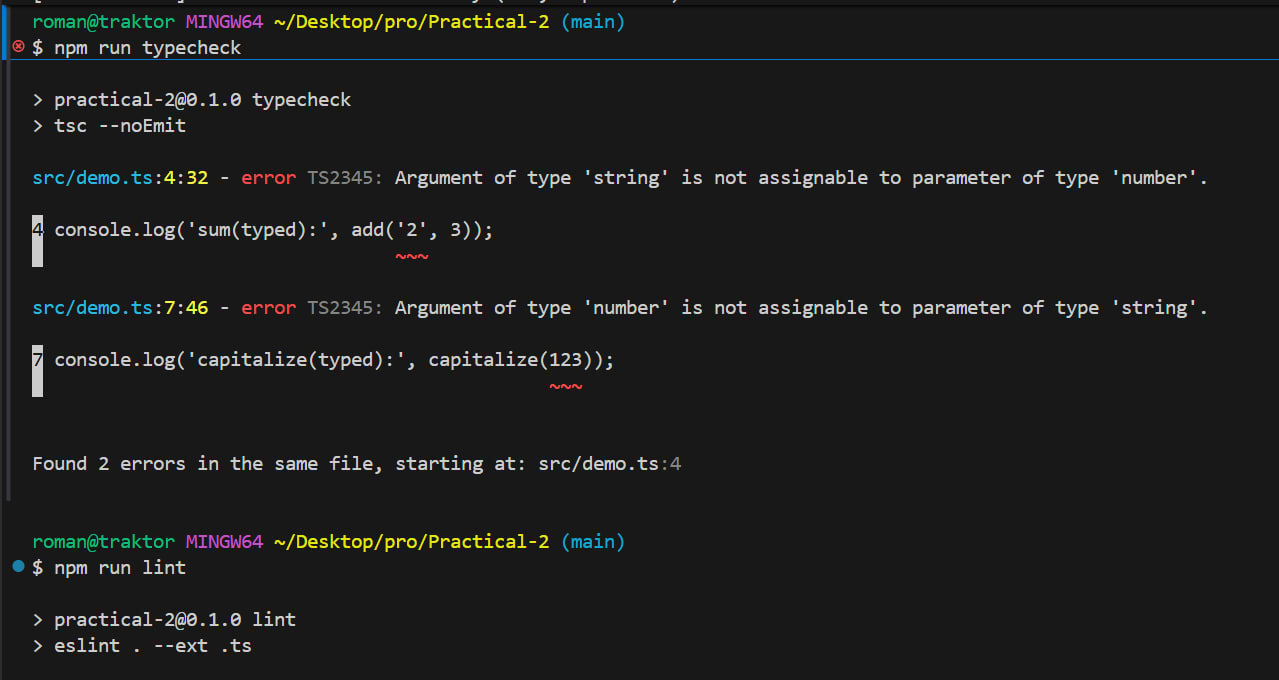 roman@traktor MINGW64 ~/Desktop/pro/Practical-2 (main)
$ npm run typecheck
> practical-2@0.1.0 typecheck
> tsc --noEmit
src/demo.ts:4:32 - error TS2345: Argument of type 'string' is not assignable to parameter of type 'number'.
4 console.log('sum(typed):', add('2', 3));
~~~
src/demo.ts:7:46 - error TS2345: Argument of type 'number' is not assignable to parameter of type 'string'.
7 console.log('capitalize(typed):', capitalize(123));
~~~
Found 2 errors in the same file, starting at: src/demo.ts:4
roman@traktor MINGW64 ~/Desktop/pro/Practical-2 (main)
$ npm run lint
> practical-2@0.1.0 lint
> eslint . --ext .ts